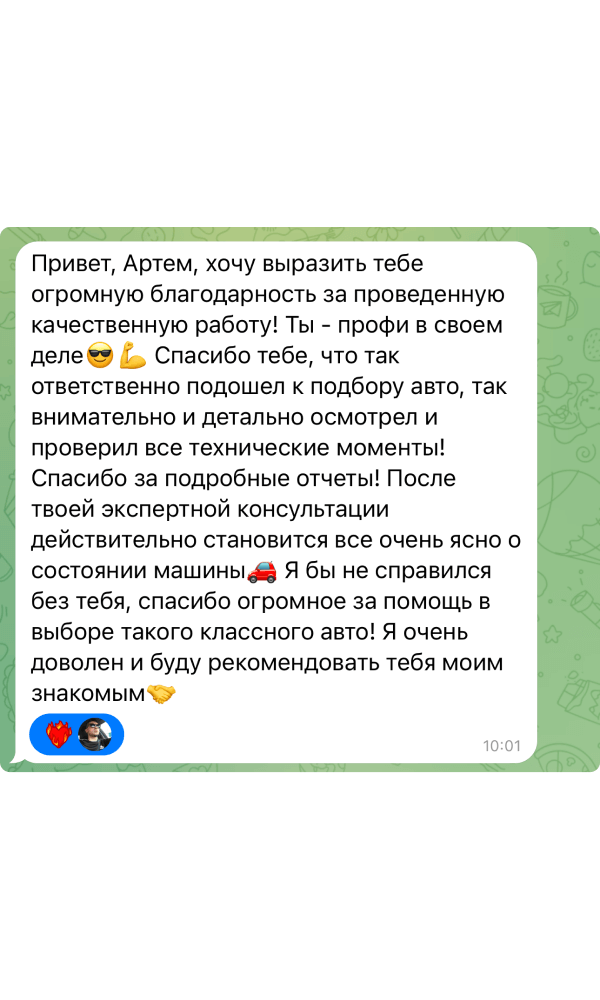 Привет, Артем, хочу выразить тебе
огромную благодарность за проведенную
качественную работу! Ты - профи в своем
деле😎💪 Спасибо тебе, что так
ответственно подошел к подбору авто, так
внимательно и детально осмотрел и
проверил все технические моменты!
Спасибо за подробные отчеты! После
твоей экспертной консультации
действительно становится все очень ясно о
состоянии машины🚗 Я бы не справился
без тебя, спасибо огромное за помощь в
выборе такого классного авто! Я очень
доволен и буду рекомендовать тебя моим
знакомым🤝
10:01